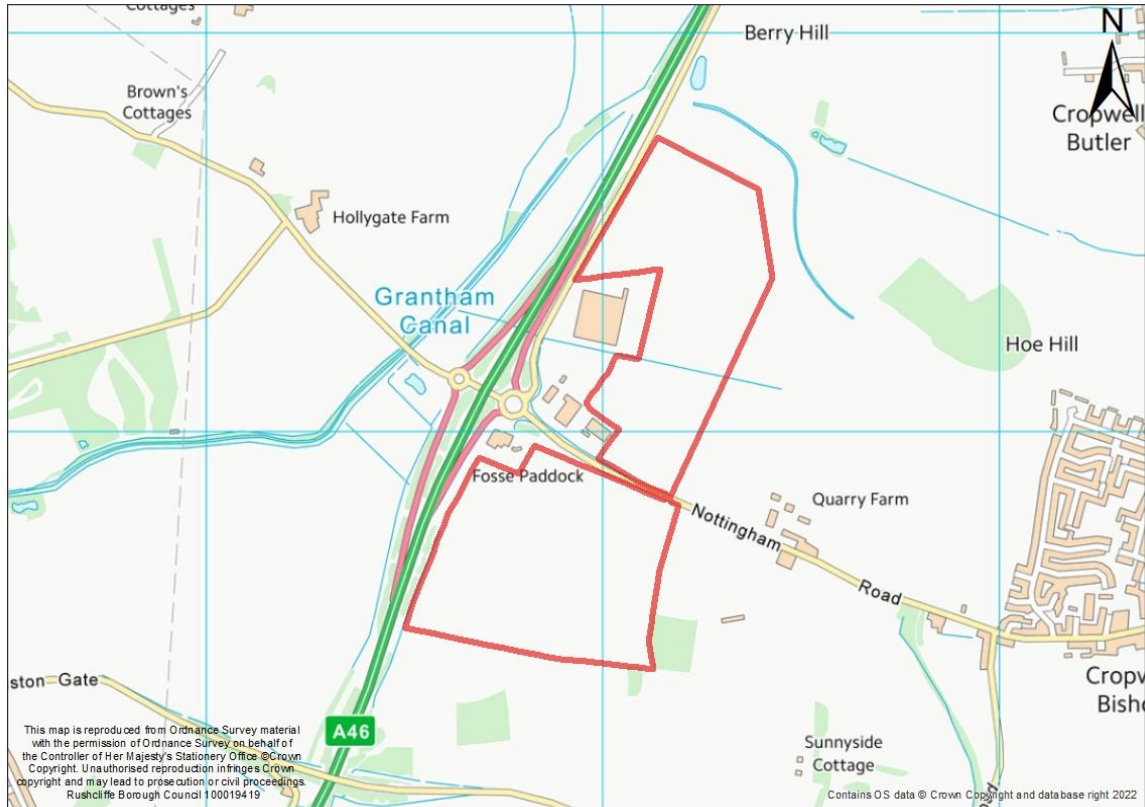 Cottages
Berry Hill
N
Brown's
Cottages
Cropwell
Butler
Hollygate Farm
Grantham
Canal
Hoe Hill
Fosse Paddock
Quarry Farm
Nottingham Road
ston Gate
Cropw
Bisho
A46
Sunnyside
Cottage
This map is reproduced from Ordnance Survey material
with the permission of Ordnance Survey on behalf of
the Controller of Her Majesty's Stationery Office © Crown
Copyright. Unauthorised reproduction infringes Crown
copyright and may lead to prosecution or civil proceedings.
Rushcliffe Borough Council 100019419
Contains OS data © Crown Copyright and database right 2022